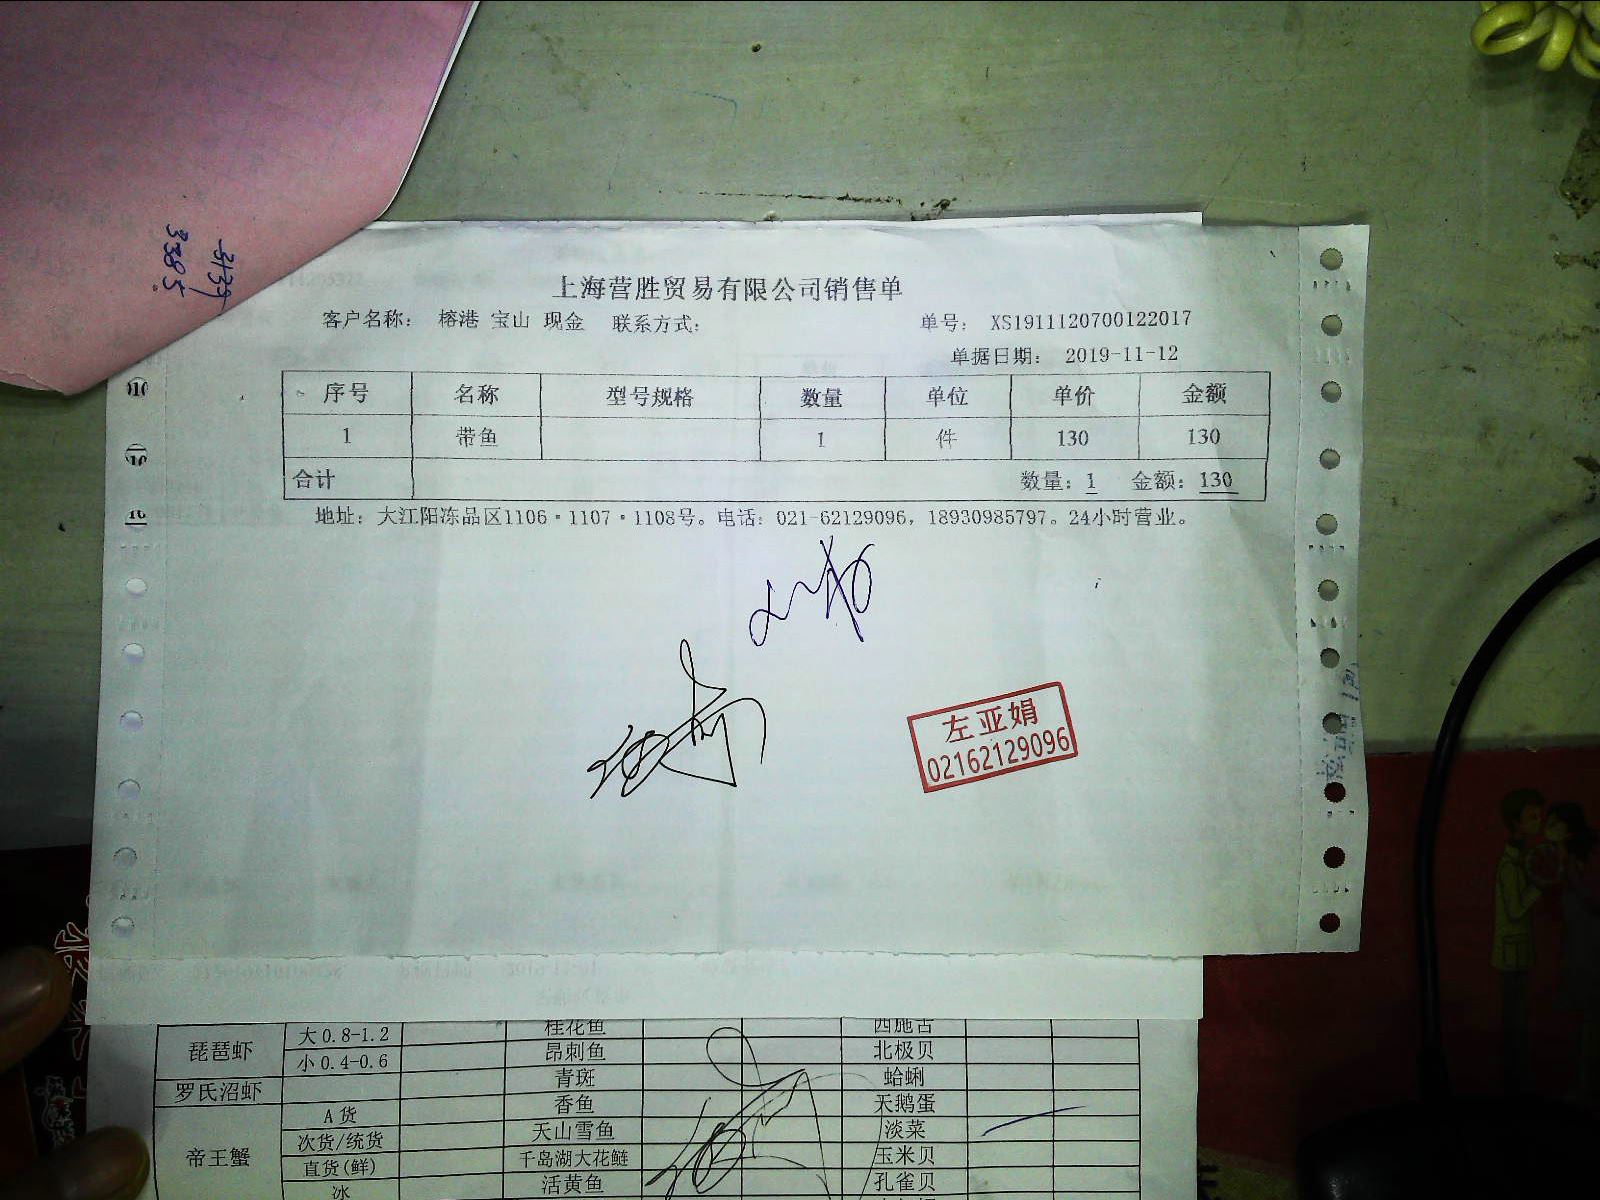 3139
3385
上海营胜贸易有限公司销售单
客户名称： 榕港 宝山 现金 联系方式： 单号： XS1911120700122017
单据日期： 2019-11-12
序号 名称 型号规格 数量 单位 单价 金额
1 带鱼 1 件 130 130
合计 数量：1 金额：130
地址：大江阳冻品区1106·1107·1108号。电话：021-62129096，18930985797。24小时营业。
左亚娟
02162129096
琵琶虾 大0.8-1.2 桂花鱼 西施舌
小0.4-0.6 昂刺鱼 北极贝
罗氏沼虾 青斑 蛤蜊
帝王蟹 A货 香鱼 天鹅蛋
次货/统货 天山雪鱼 淡菜
直货(鲜) 千岛湖大花鲢 玉米贝
冰 活黄鱼 孔雀贝